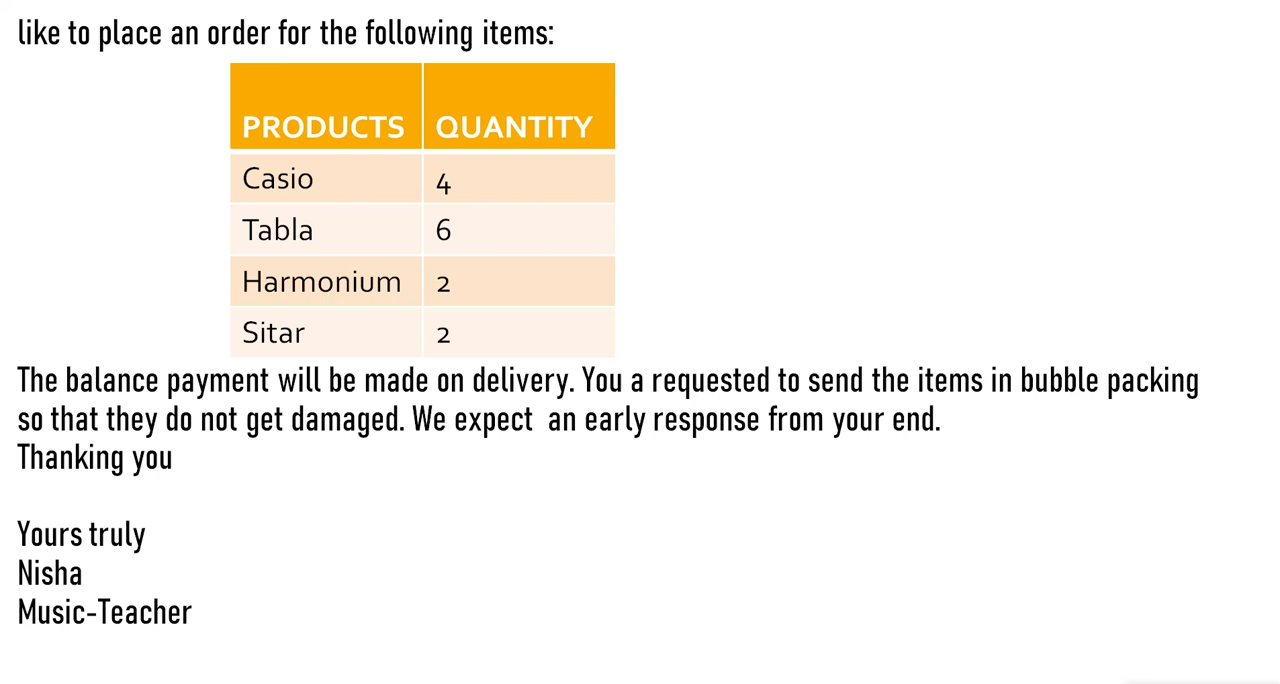 like to place an order for the following items:
PRODUCTS QUANTITY
Casio 4
Tabla 6
Harmonium 2
Sitar 2
The balance payment will be made on delivery. You a requested to send the items in bubble packing
so that they do not get damaged. We expect an early response from your end.
Thanking you
Yours truly
Nisha
Music-Teacher